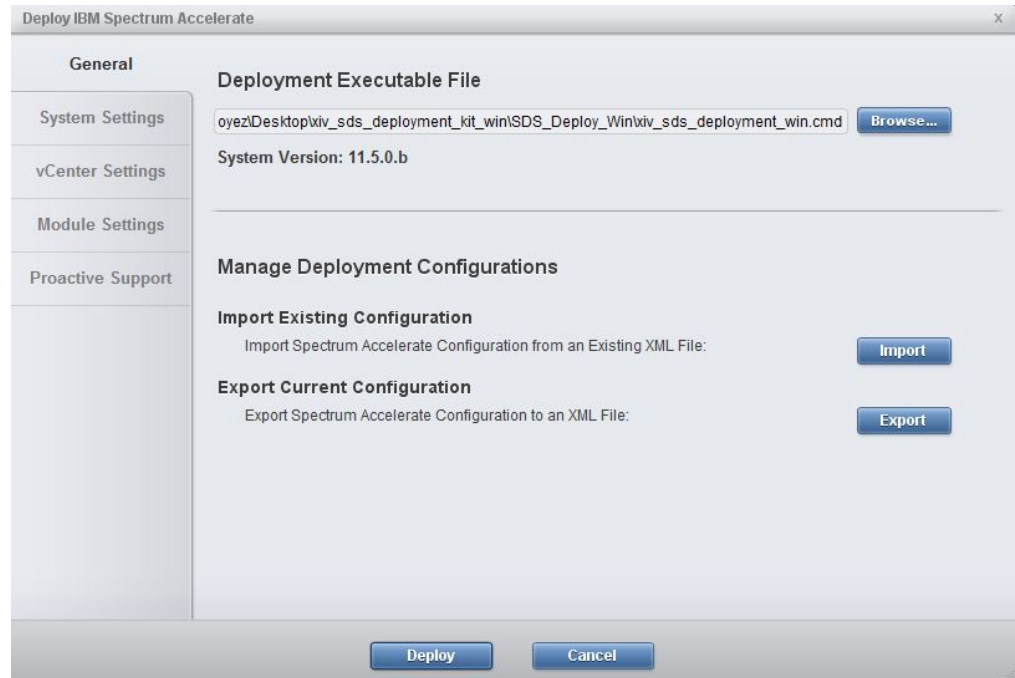 Deploy IBM Spectrum Accelerate
x
General
System Settings
vCenter Settings
Module Settings
Proactive Support
Deployment Executable File
oyez\Desktop\xiv_sds_deployment_kit_win\SDS_Deploy_Win\xiv_sds_deployment_win.cmd
Browse...
System Version: 11.5.0.b
Manage Deployment Configurations
Import Existing Configuration
Import Spectrum Accelerate Configuration from an Existing XML File:
Import
Export Current Configuration
Export Spectrum Accelerate Configuration to an XML File:
Export
Deploy
Cancel